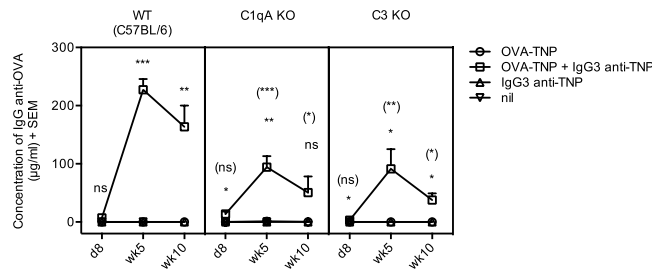 WT
(C57BL/6)
C1qA KO
C3 KO
Concentration of IgG anti-OVA
(µg/ml) + SEM
300
200
100
0
ns
***
**
(ns)
*
(***)
**
(*)
ns
(ns)
*
(**)
*
(*)
*
d8
wk5
wk10
d8
wk5
wk10
d8
wk5
wk10
OVA-TNP
OVA-TNP + IgG3 anti-TNP
IgG3 anti-TNP
nil